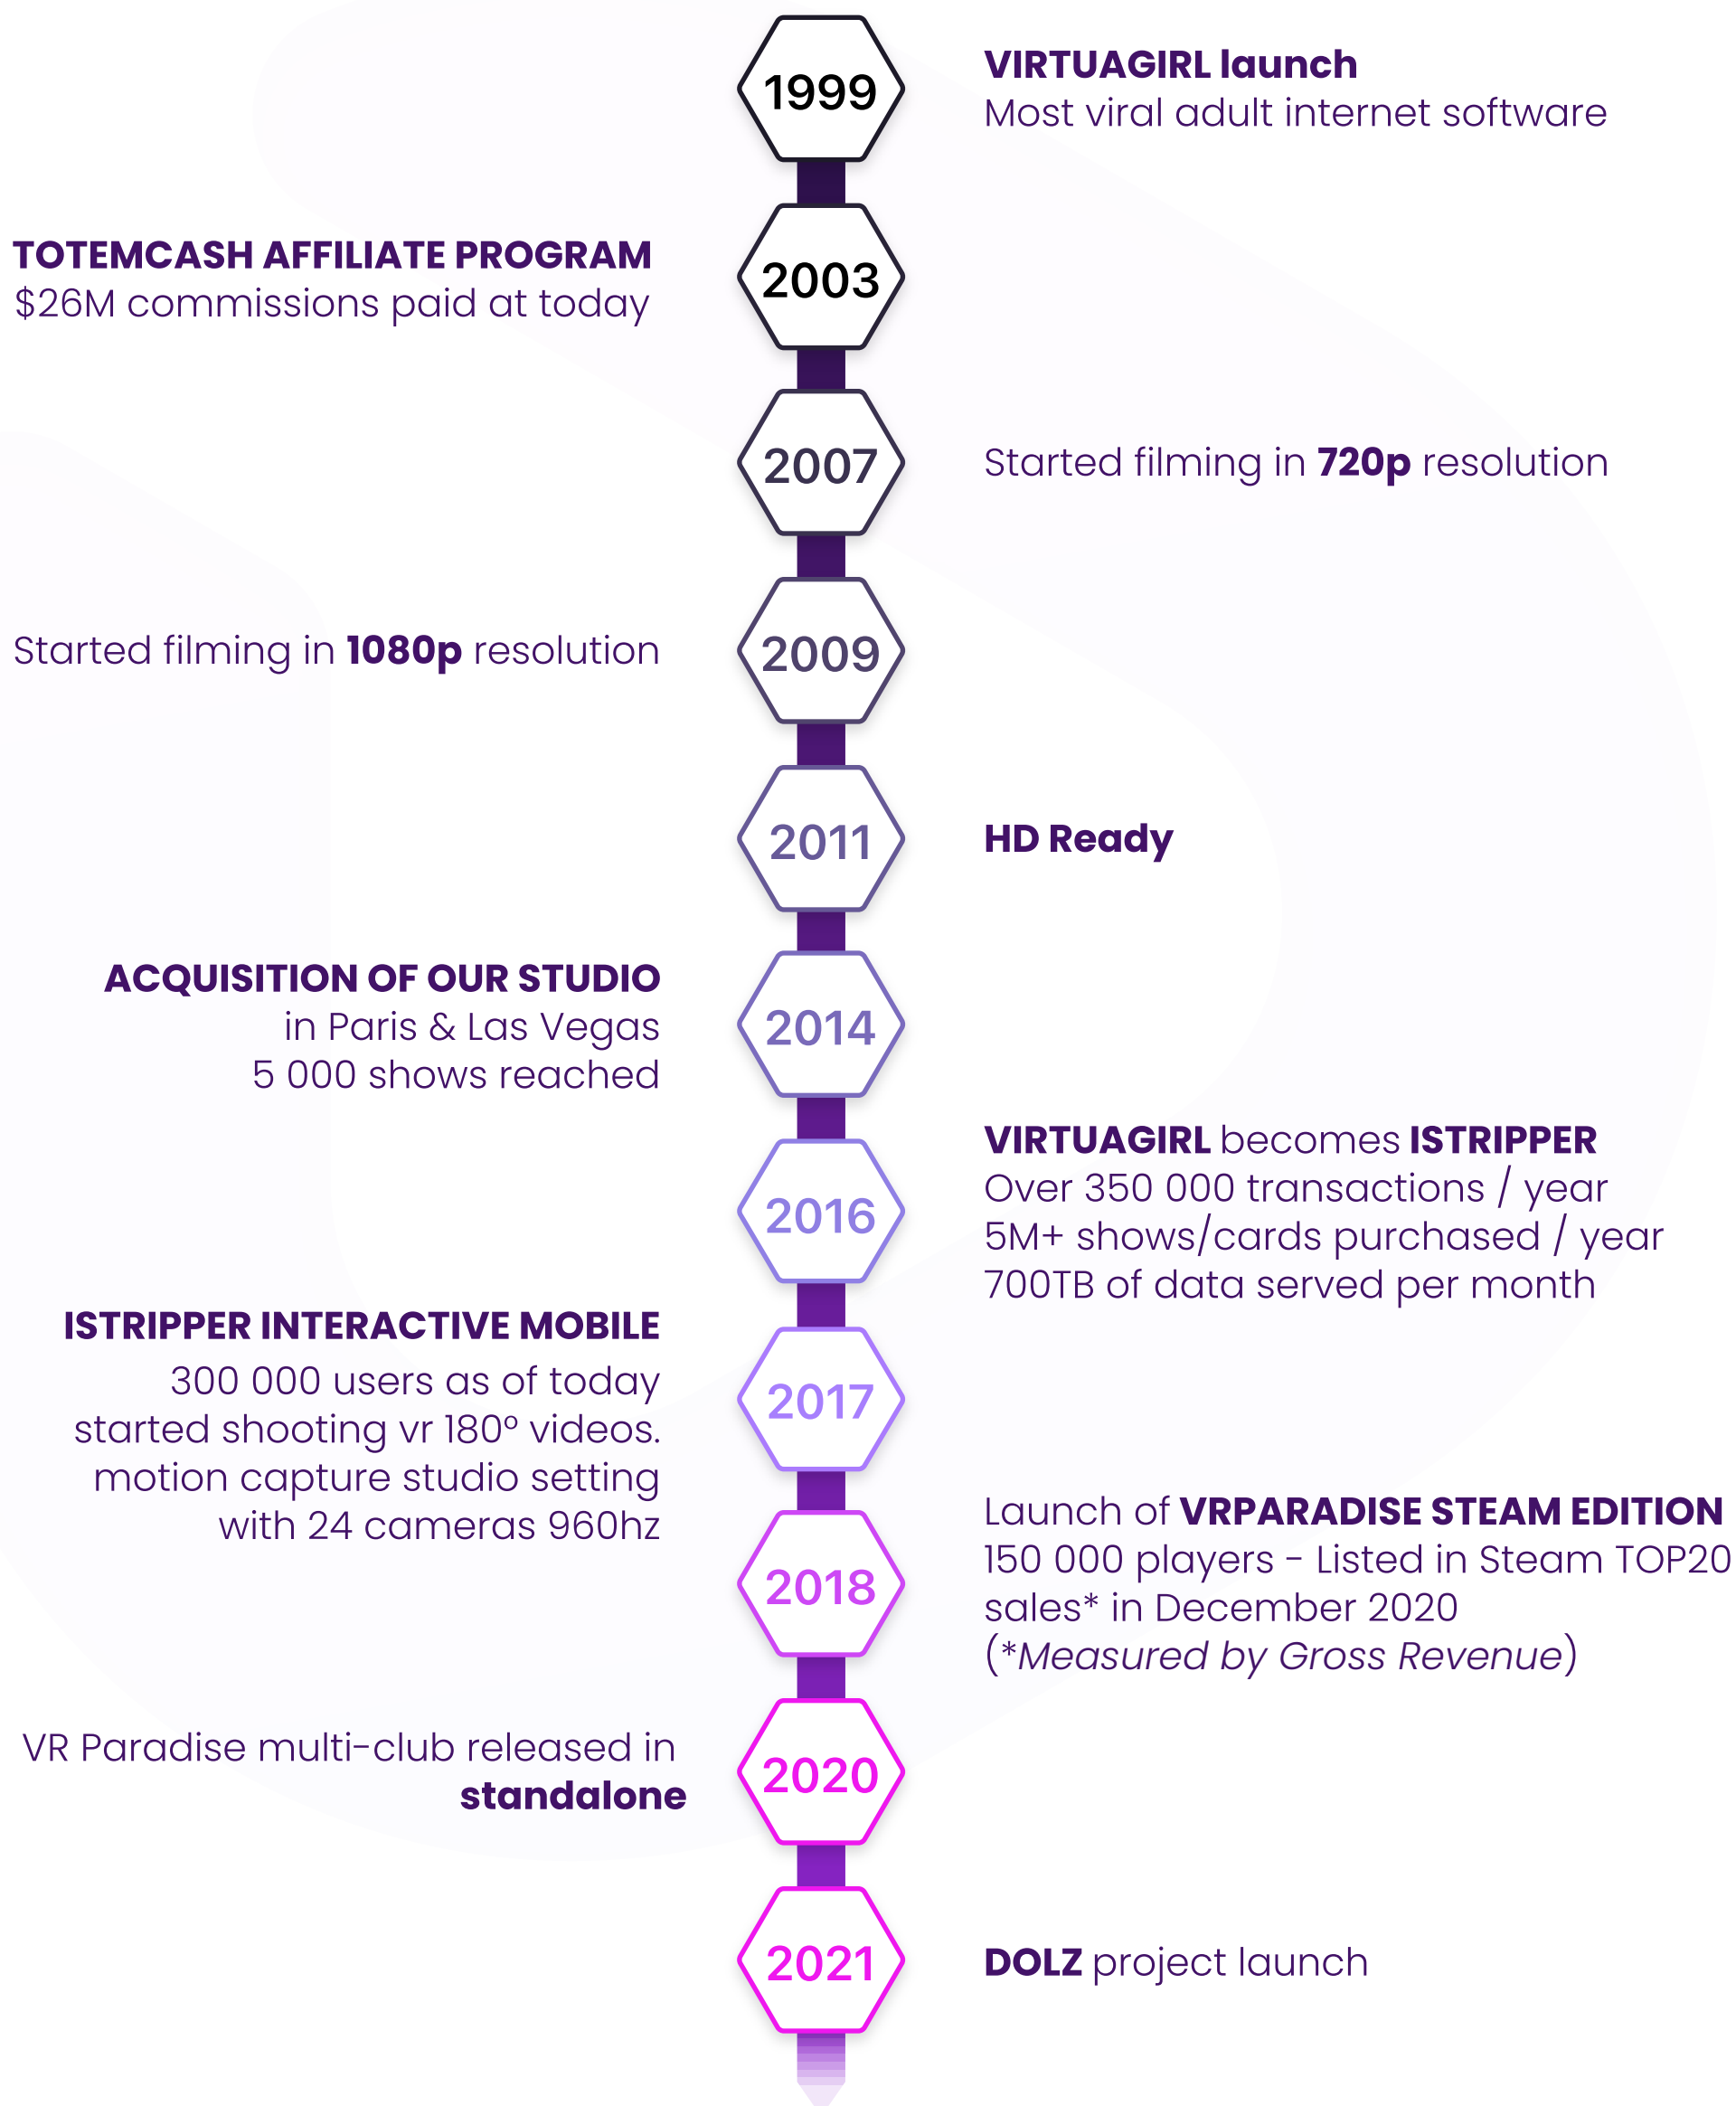 1999
VIRTUAGIRL launch
Most viral adult internet software
2003
TOTEMCASH AFFILIATE PROGRAM
$26M commissions paid at today
2007
Started filming in 720p resolution
2009
Started filming in 1080p resolution
2011
HD Ready
2014
ACQUISITION OF OUR STUDIO
in Paris & Las Vegas
5 000 shows reached
2016
VIRTUAGIRL becomes ISTRIPPER
Over 350 000 transactions / year
5M+ shows/cards purchased / year
700TB of data served per month
2017
ISTRIPPER INTERACTIVE MOBILE
300 000 users as of today
started shooting vr 180º videos.
motion capture studio setting
with 24 cameras 960hz
2018
Launch of VRPARADISE STEAM EDITION
150 000 players - Listed in Steam TOP20
sales* in December 2020
(*Measured by Gross Revenue)
2020
VR Paradise multi-club released in
standalone
2021
DOLZ project launch